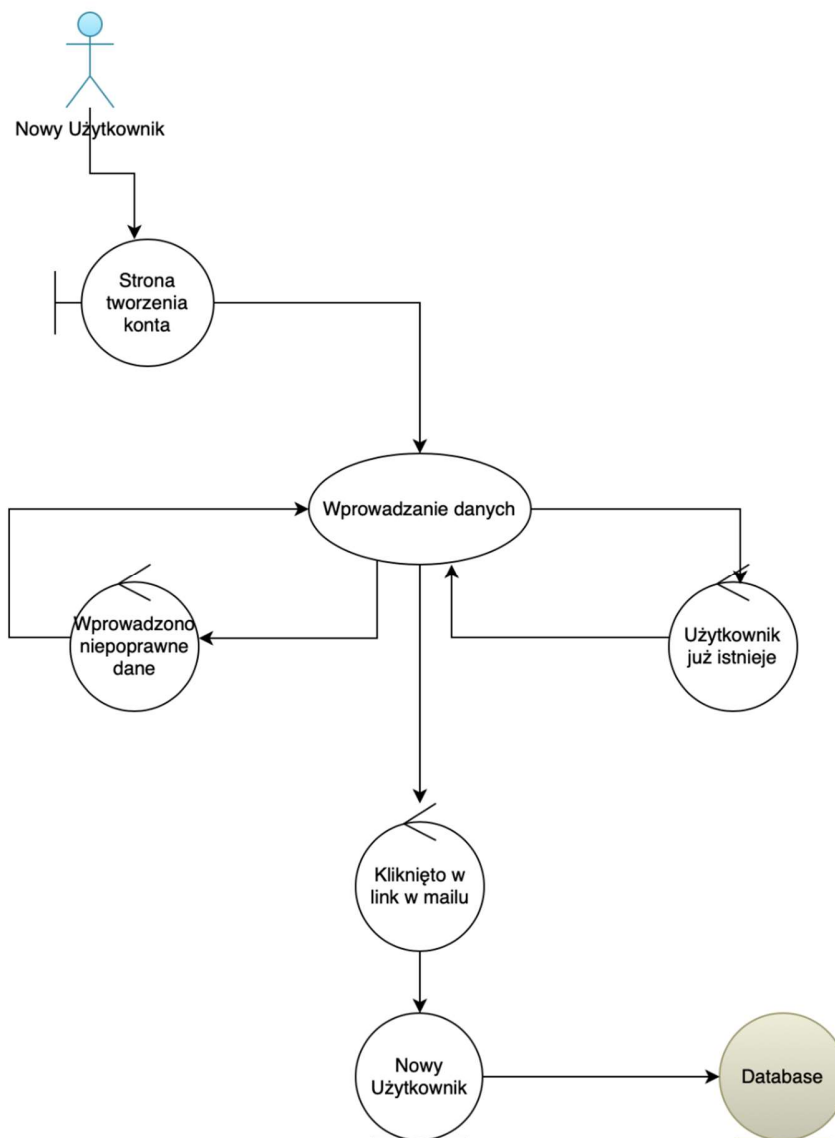 Nowy Użytkownik
Strona
tworzenia
konta
Wprowadzanie danych
Wprowadzono
niepoprawne
dane
Użytkownik
już istnieje
Kliknięto w
link w mailu
Nowy
Użytkownik
Database